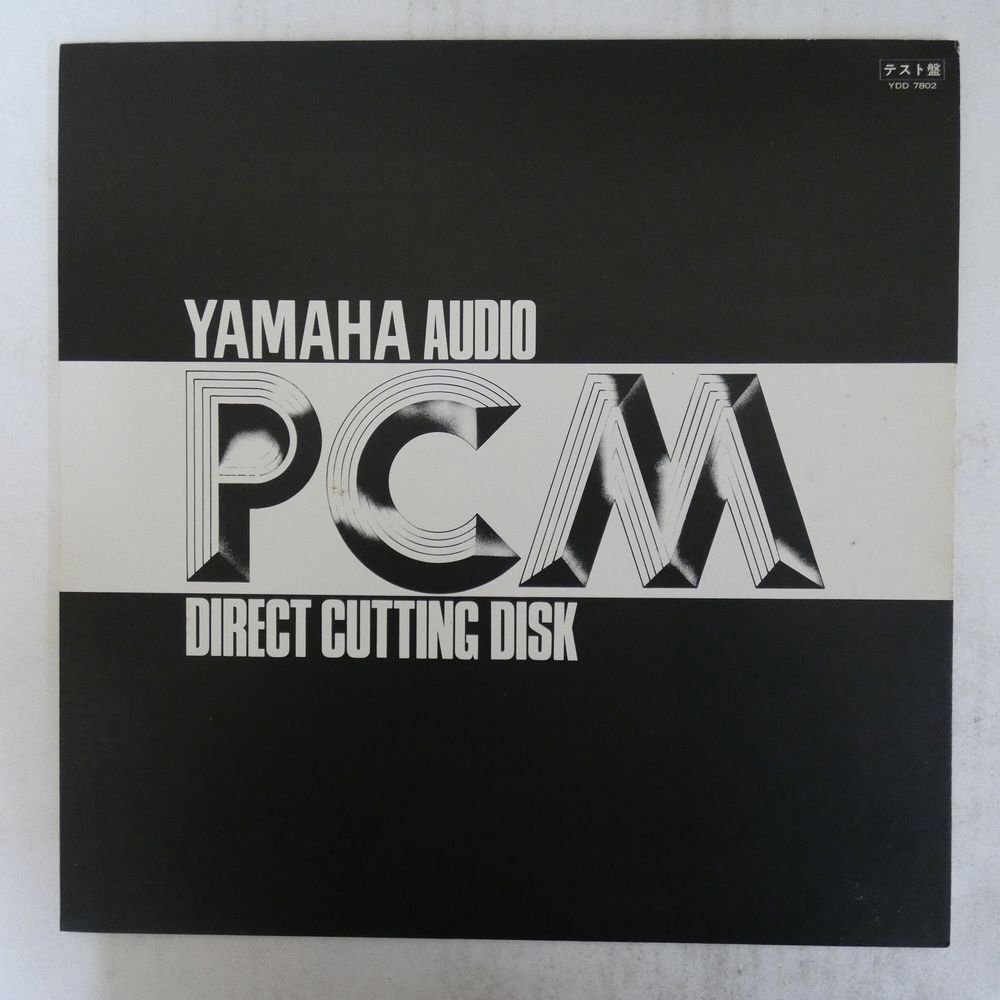 テスト盤
YDD 7802
YAMAHA AUDIO
PCM
DIRECT CUTTING DISK